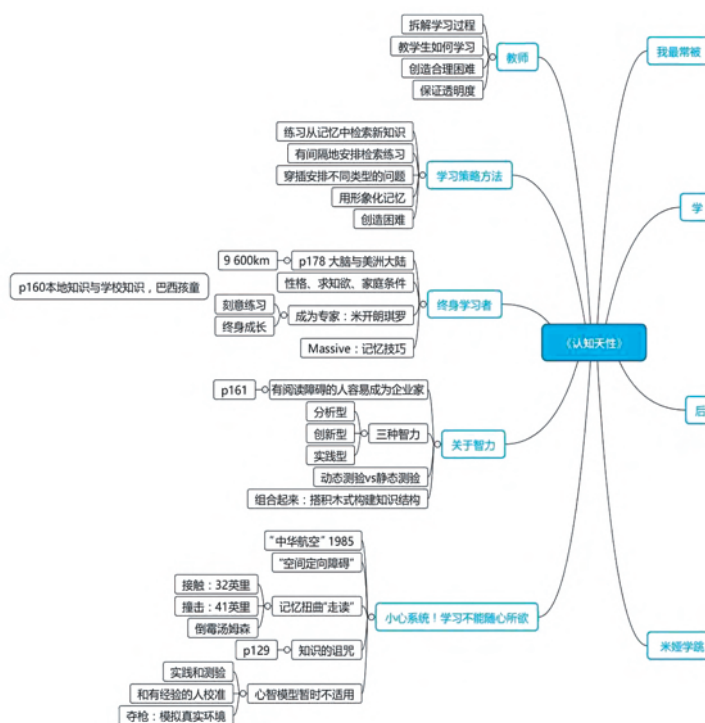 拆解学习过程
教学生如何学习
创造合理困难
保证透明度
教师
练习从记忆中检索新知识
有间隔地安排检索练习
穿插安排不同类型的问题
用形象化记忆
创造困难
学习策略方法
9 600km
p178 大脑与美洲大陆
p160本地知识与学校知识，巴西孩童
性格、求知欲、家庭条件
刻意练习
终身成长
成为专家：米开朗琪罗
Massive：记忆技巧
终身学习者
p161
有阅读障碍的人容易成为企业家
分析型
创新型
实践型
三种智力
动态测验vs静态测验
组合起来：搭积木式构建知识结构
关于智力
“中华航空” 1985
“空间定向障碍”
接触：32英里
撞击：41英里
倒霉汤姆森
记忆扭曲“走读”
p129
知识的诅咒
实践和测验
和有经验的人校准
夺枪：模拟真实环境
心智模型暂时不适用
小心系统！学习不能随心所欲
《认知天性》
我最常被
学
后
米娅学跳